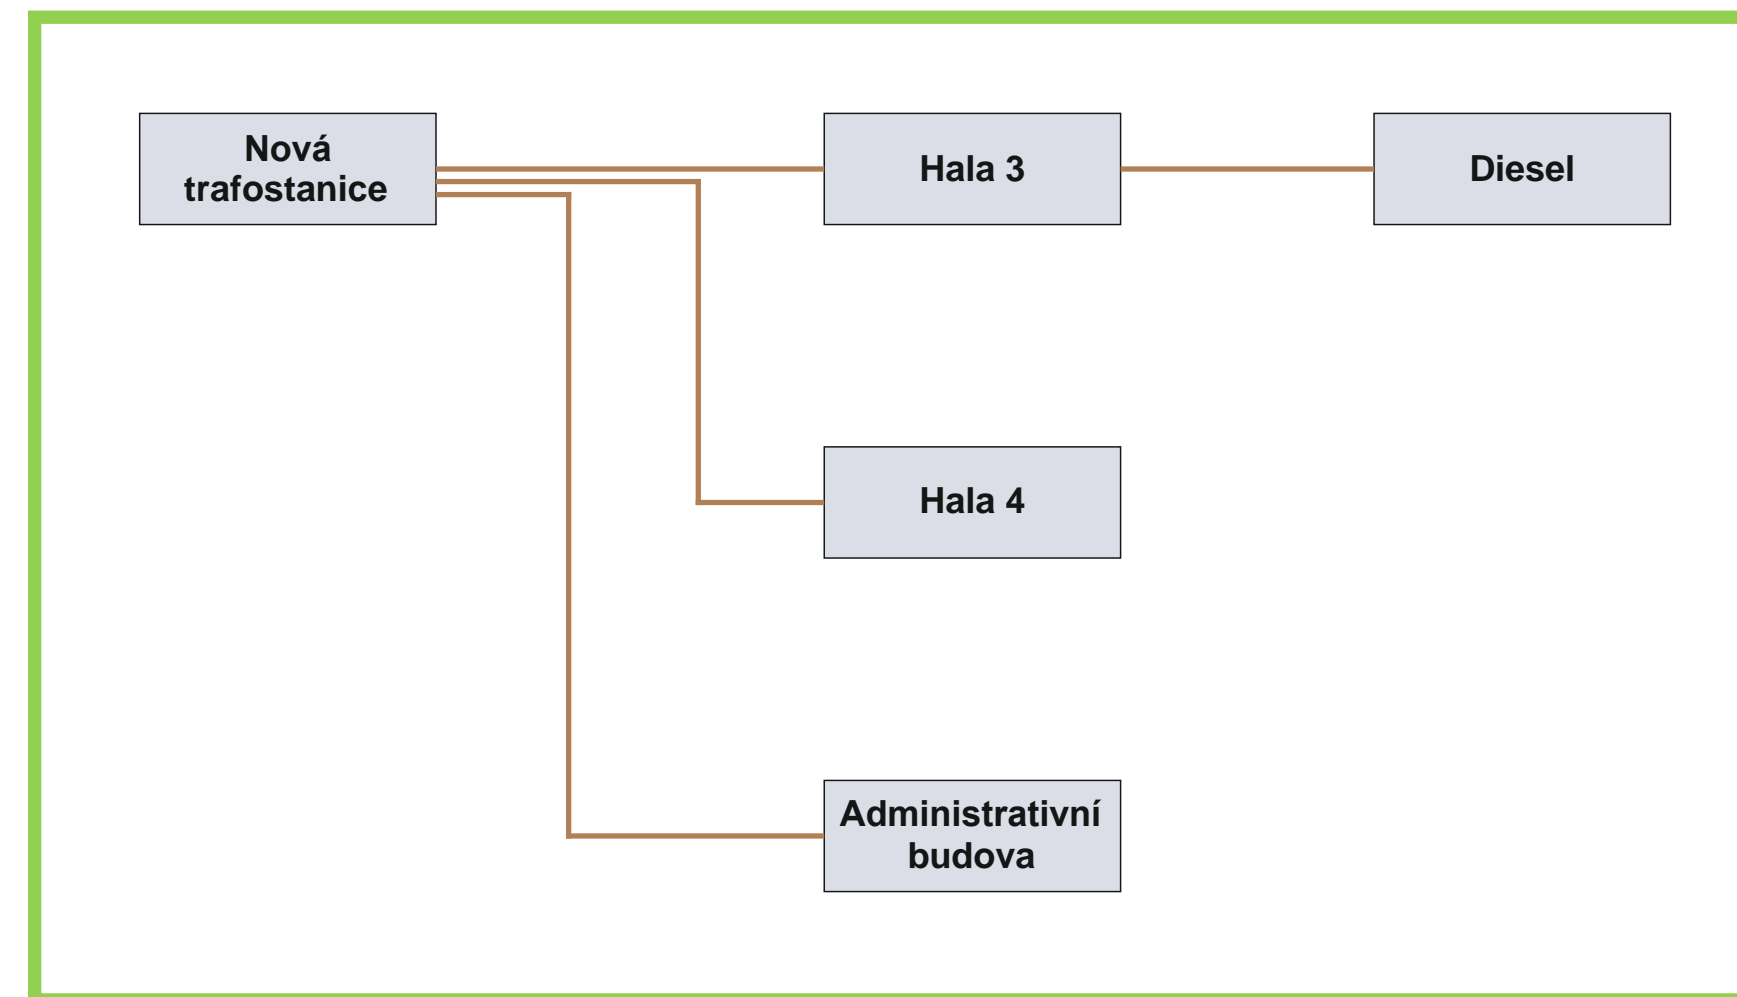 Nová
trafostanice
Hala 3
Diesel
Hala 4
Administrativní
budova